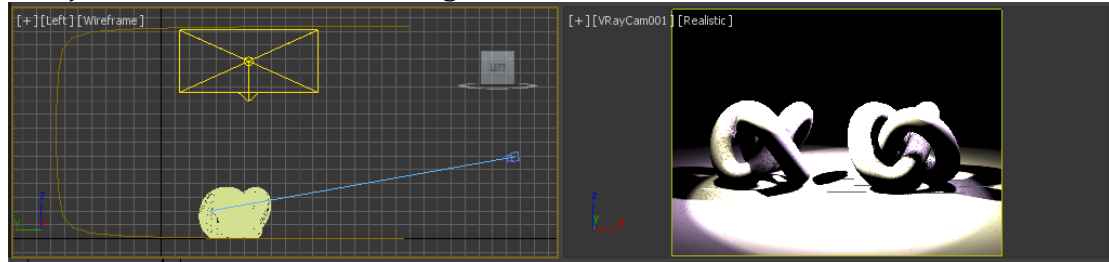 [+][Left][Wireframe]
LEFT
z
y
x
[+][VRayCam001][Realistic]
z
y
x